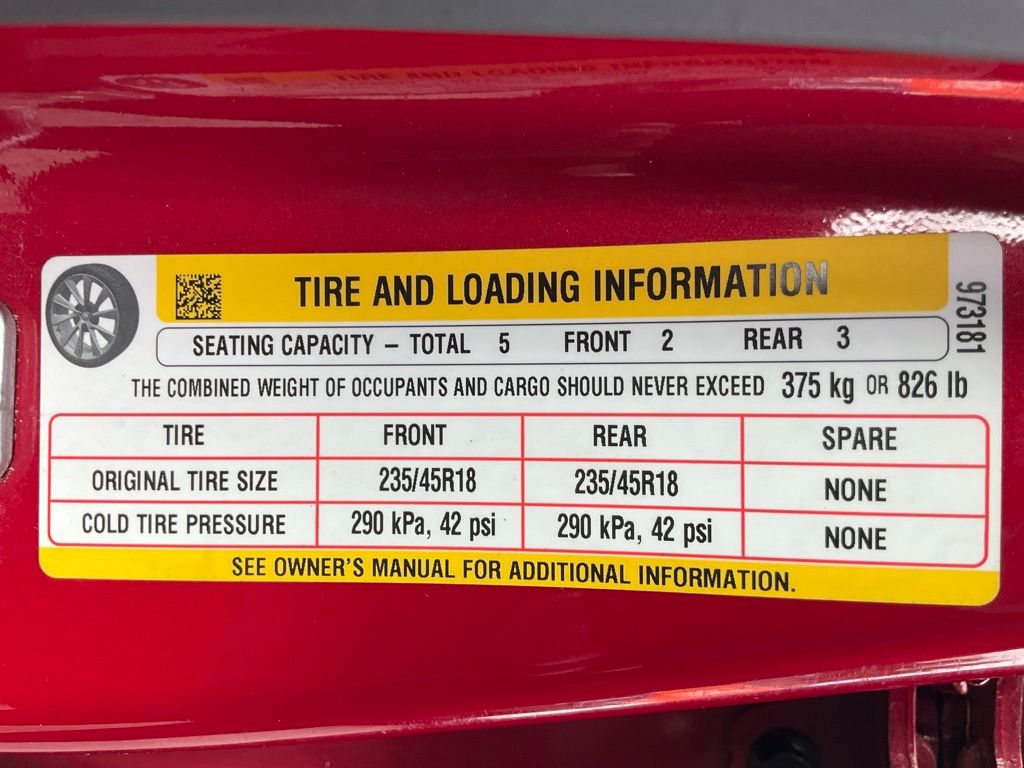 TIRE AND LOADING INFORMATION
973181
SEATING CAPACITY – TOTAL 5 FRONT 2 REAR 3
THE COMBINED WEIGHT OF OCCUPANTS AND CARGO SHOULD NEVER EXCEED 375 kg OR 826 lb
TIRE FRONT REAR SPARE
ORIGINAL TIRE SIZE 235/45R18 235/45R18 NONE
COLD TIRE PRESSURE 290 kPa, 42 psi 290 kPa, 42 psi NONE
SEE OWNER'S MANUAL FOR ADDITIONAL INFORMATION.